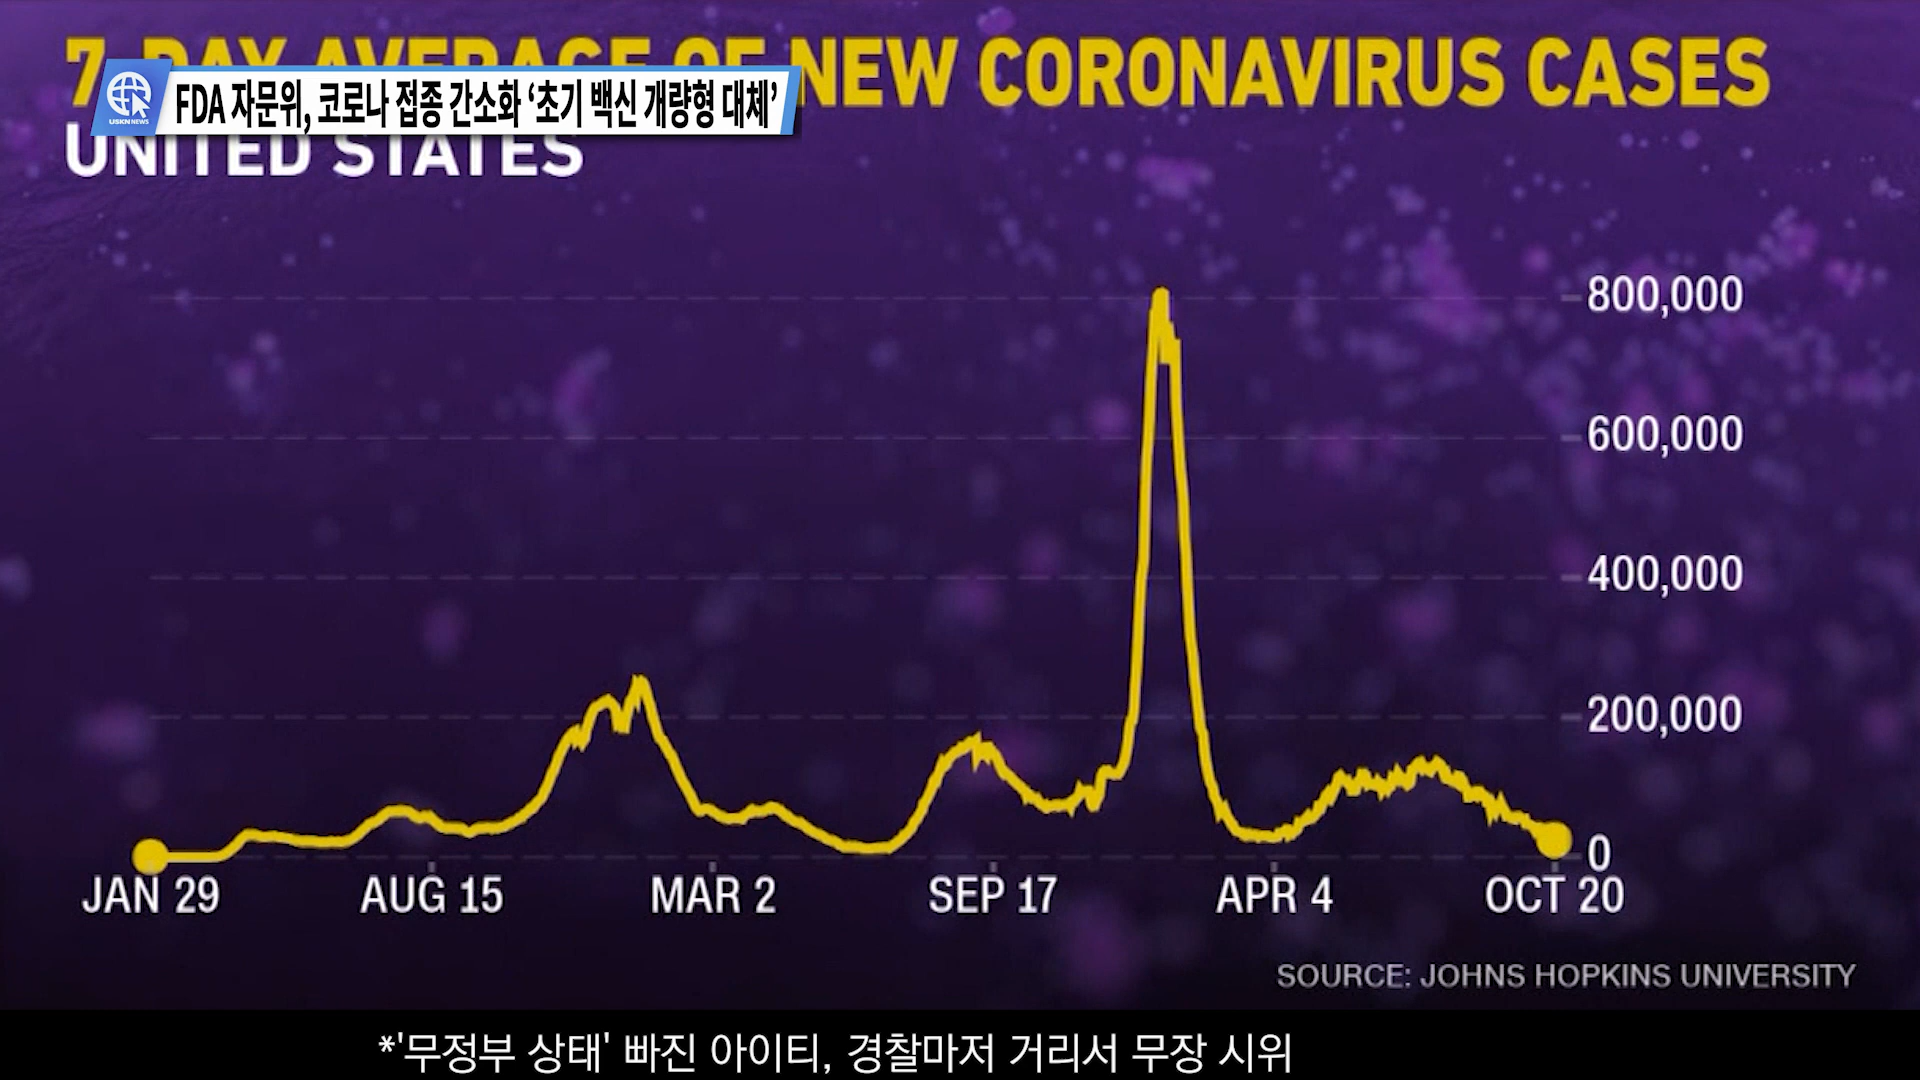 7-DAY AVERAGE OF NEW CORONAVIRUS CASES
USKN NEWS
FDA 자문위, 코로나 접종 간소화 ‘초기 백신 개량형 대체’
UNITED STATES
800,000
600,000
400,000
200,000
0
JAN 29 AUG 15 MAR 2 SEP 17 APR 4 OCT 20
SOURCE: JOHNS HOPKINS UNIVERSITY
*'무정부 상태' 빠진 아이티, 경찰마저 거리서 무장 시위